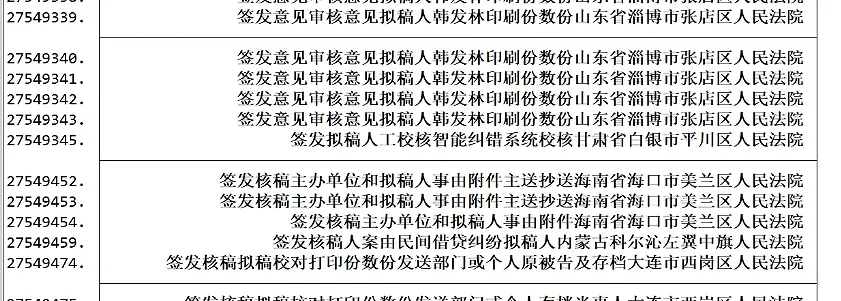 27549339. 签发意见审核意见拟稿人韩发林印刷份数份山东省淄博市张店区人民法院
27549340. 签发意见审核意见拟稿人韩发林印刷份数份山东省淄博市张店区人民法院
27549341. 签发意见审核意见拟稿人韩发林印刷份数份山东省淄博市张店区人民法院
27549342. 签发意见审核意见拟稿人韩发林印刷份数份山东省淄博市张店区人民法院
27549343. 签发意见审核意见拟稿人韩发林印刷份数份山东省淄博市张店区人民法院
27549345. 签发拟稿人工校核智能纠错系统校核甘肃省白银市平川区人民法院
27549452. 签发核稿主办单位和拟稿人事由附件主送抄送海南省海口市美兰区人民法院
27549453. 签发核稿主办单位和拟稿人事由附件主送抄送海南省海口市美兰区人民法院
27549454. 签发核稿主办单位和拟稿人事由附件海南省海口市美兰区人民法院
27549459. 签发核稿人案由民间借贷纠纷拟稿人内蒙古科尔沁左翼中旗人民法院
27549474. 签发核稿拟稿校对打印份数份发送部门或个人原被告及存档大连市西岗区人民法院